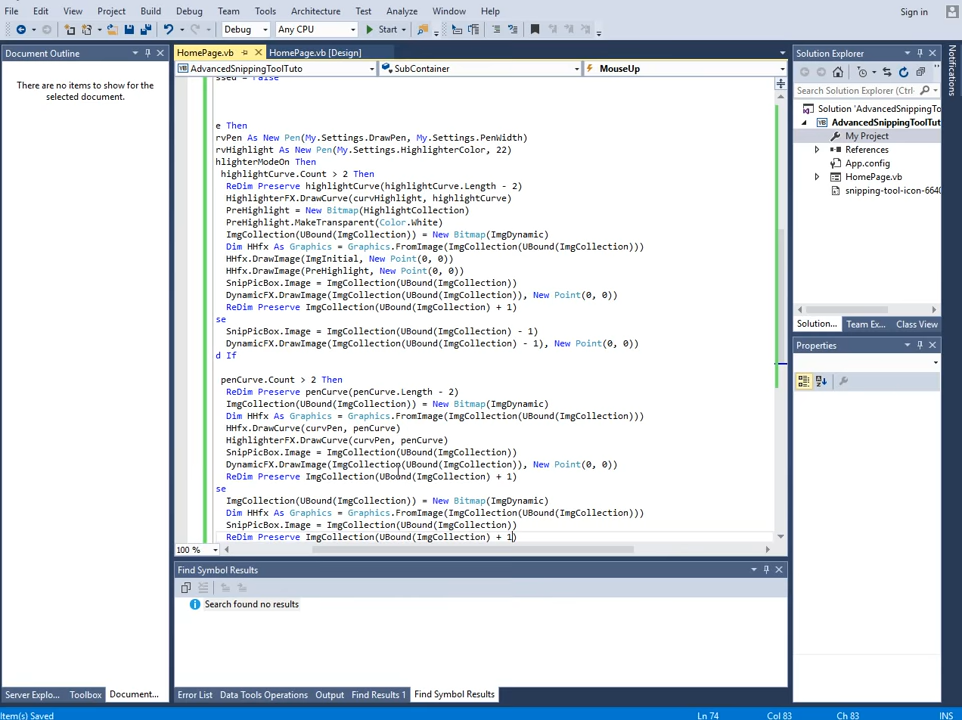 File Edit View Project Build Debug Team Tools Architecture Test Analyze Window Help Sign in
Debug Any CPU Start
Document Outline
There are no items to show for the
selected document.
Server Explo... Toolbox Document...
HomePage.vb HomePage.vb [Design]
AdvancedSnippingToolTuto SubContainer MouseUp
ssed = False
e Then
rvPen As New Pen(My.Settings.DrawPen, My.Settings.PenWidth)
rvHighlight As New Pen(My.Settings.HighlighterColor, 22)
hlighterModeOn Then
highlightCurve.Count > 2 Then
ReDim Preserve highlightCurve(highlightCurve.Length - 2)
HighlighterFX.DrawCurve(curvHighlight, highlightCurve)
PreHighlight = New Bitmap(HighlightCollection)
PreHighlight.MakeTransparent(Color.White)
ImgCollection(UBound(ImgCollection)) = New Bitmap(ImgDynamic)
Dim HHfx As Graphics = Graphics.FromImage(ImgCollection(UBound(ImgCollection)))
HHfx.DrawImage(ImgInitial, New Point(0, 0))
HHfx.DrawImage(PreHighlight, New Point(0, 0))
SnipPicBox.Image = ImgCollection(UBound(ImgCollection))
DynamicFX.DrawImage(ImgCollection(UBound(ImgCollection)), New Point(0, 0))
ReDim Preserve ImgCollection(UBound(ImgCollection) + 1)
se
SnipPicBox.Image = ImgCollection(UBound(ImgCollection) - 1)
DynamicFX.DrawImage(ImgCollection(UBound(ImgCollection) - 1), New Point(0, 0))
d If
penCurve.Count > 2 Then
ReDim Preserve penCurve(penCurve.Length - 2)
ImgCollection(UBound(ImgCollection)) = New Bitmap(ImgDynamic)
Dim HHfx As Graphics = Graphics.FromImage(ImgCollection(UBound(ImgCollection)))
HHfx.DrawCurve(curvPen, penCurve)
HighlighterFX.DrawCurve(curvPen, penCurve)
SnipPicBox.Image = ImgCollection(UBound(ImgCollection))
DynamicFX.DrawImage(ImgCollection(UBound(ImgCollection)), New Point(0, 0))
ReDim Preserve ImgCollection(UBound(ImgCollection) + 1)
se
ImgCollection(UBound(ImgCollection)) = New Bitmap(ImgDynamic)
Dim HHfx As Graphics = Graphics.FromImage(ImgCollection(UBound(ImgCollection)))
SnipPicBox.Image = ImgCollection(UBound(ImgCollection))
ReDim Preserve ImgCollection(UBound(ImgCollection) + 1)
100 %
Find Symbol Results
Search found no results
Error List Data Tools Operations Output Find Results 1 Find Symbol Results
Solution Explorer
Search Solution Explorer (Ctrl-
Solution 'AdvancedSnippingTo
AdvancedSnippingToolTut
My Project
References
App.config
HomePage.vb
snipping-tool-icon-6640
Solution... Team Ex... Class View
Properties
Notifications
Item(s) Saved Ln 74 Col 83 Ch 83 INS